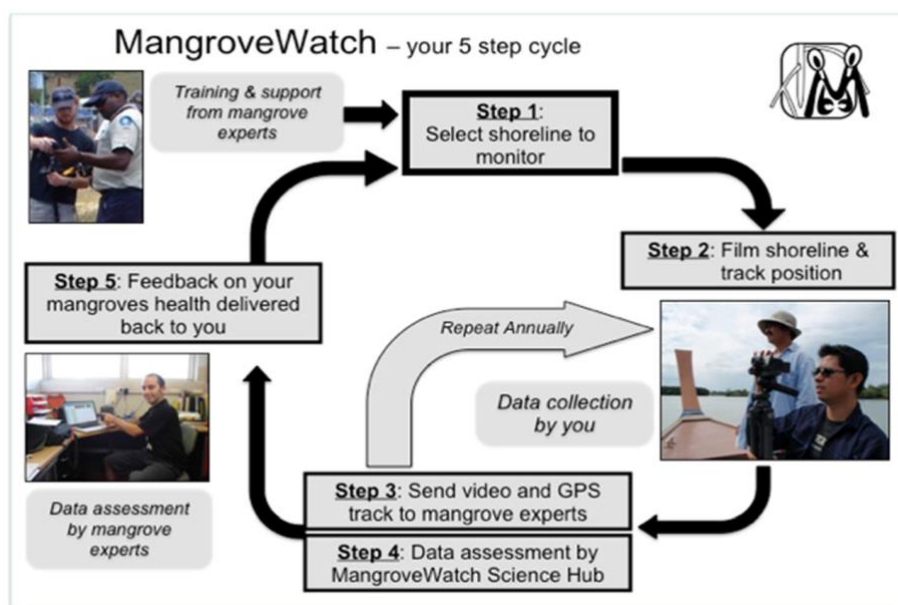 MangroveWatch – your 5 step cycle
Training & support
from mangrove
experts
Step 1:
Select shoreline to
monitor
Step 2: Film shoreline &
track position
Step 5: Feedback on your
mangroves health delivered
back to you
Repeat Annually
Data collection
by you
Step 3: Send video and GPS
track to mangrove experts
Step 4: Data assessment by
MangroveWatch Science Hub
Data assessment
by mangrove
experts